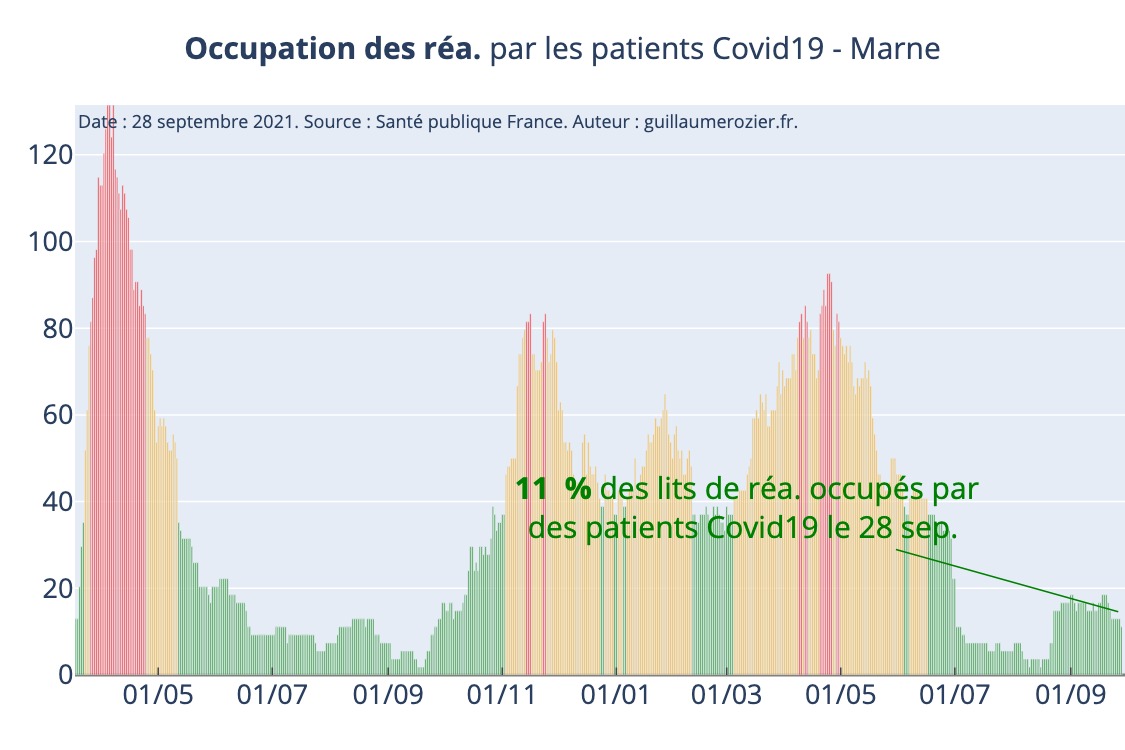 Occupation des réa. par les patients Covid19 - Marne
Date : 28 septembre 2021. Source : Santé publique France. Auteur : guillaumerozier.fr.
120
100
80
60
40
20
0
11 % des lits de réa. occupés par
des patients Covid19 le 28 sep.
01/05 01/07 01/09 01/11 01/01 01/03 01/05 01/07 01/09